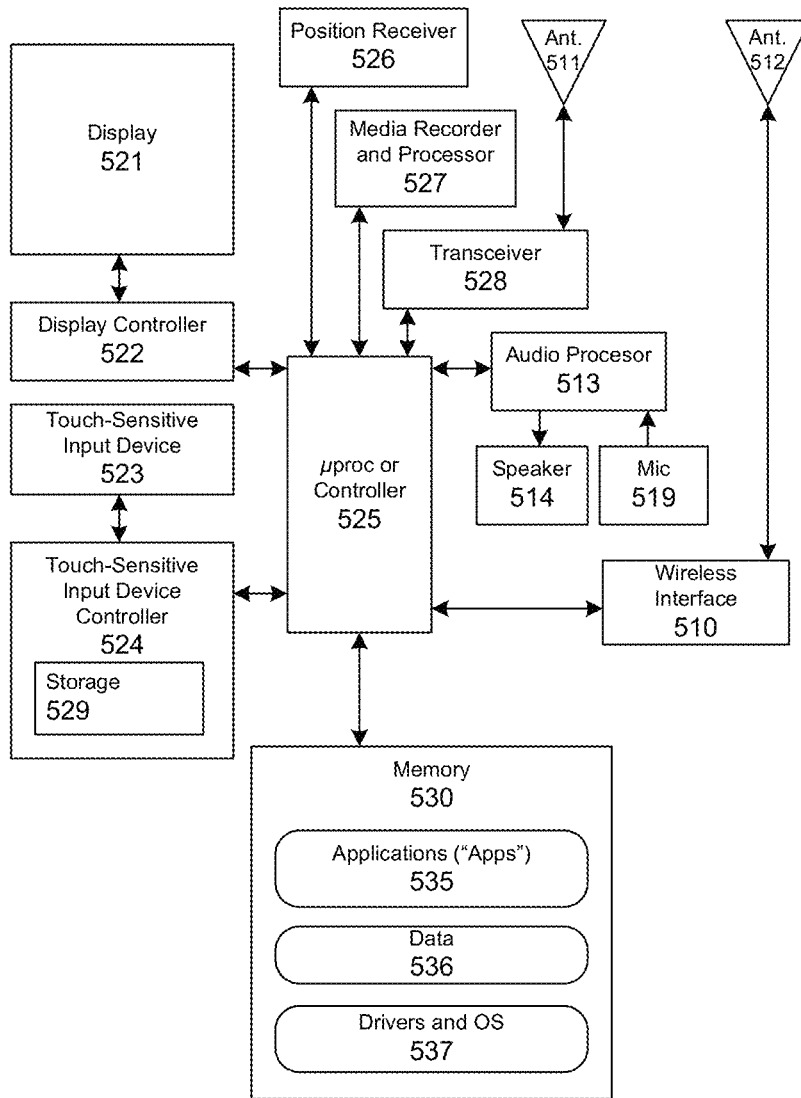 Position Receiver
526
Ant.
511
Ant.
512
Display
521
Media Recorder
and Processor
527
Transceiver
528
Display Controller
522
Audio Procesor
513
Touch-Sensitive
Input Device
523
Speaker
514
Mic
519
µproc or
Controller
525
Touch-Sensitive
Input Device
Controller
524
Storage
529
Wireless
Interface
510
Memory
530
Applications (“Apps”)
535
Data
536
Drivers and OS
537